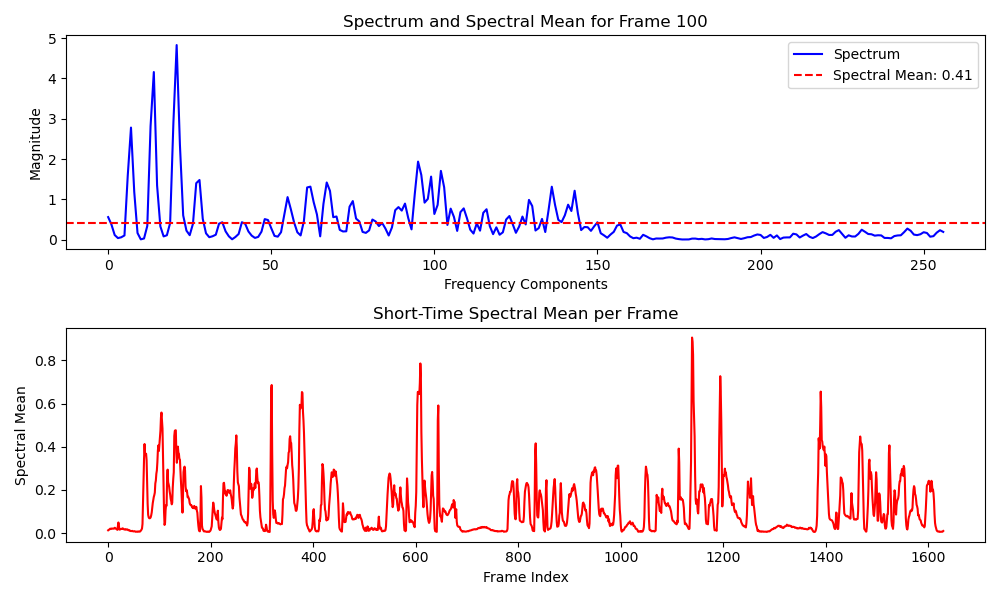 Spectrum and Spectral Mean for Frame 100
5
4
3
2
1
0
Magnitude
Spectrum
Spectral Mean: 0.41
0 50 100 150 200 250
Frequency Components
Short-Time Spectral Mean per Frame
0.8
0.6
0.4
0.2
0.0
Spectral Mean
0 200 400 600 800 1000 1200 1400 1600
Frame Index